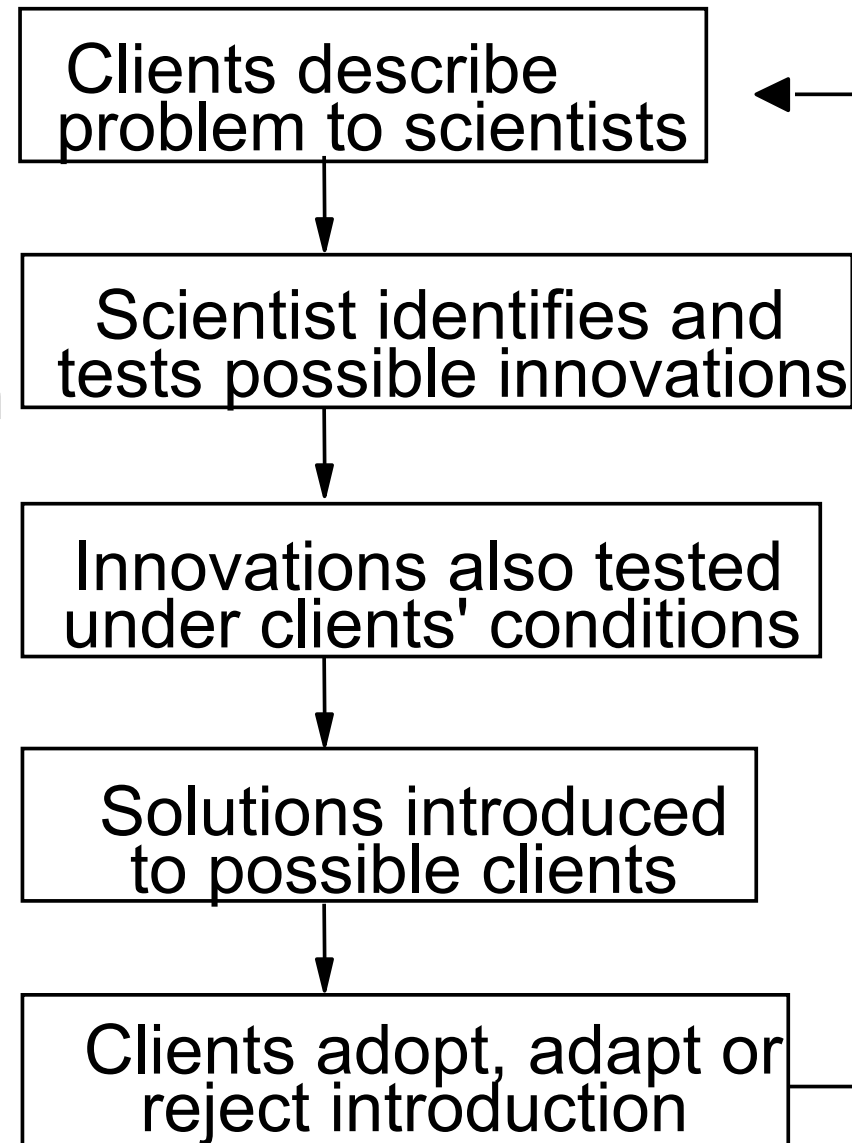 Clients describe
problem to scientists
Scientist identifies and
tests possible innovations
Innovations also tested
under clients' conditions
Solutions introduced
to possible clients
Clients adopt, adapt or
reject introduction